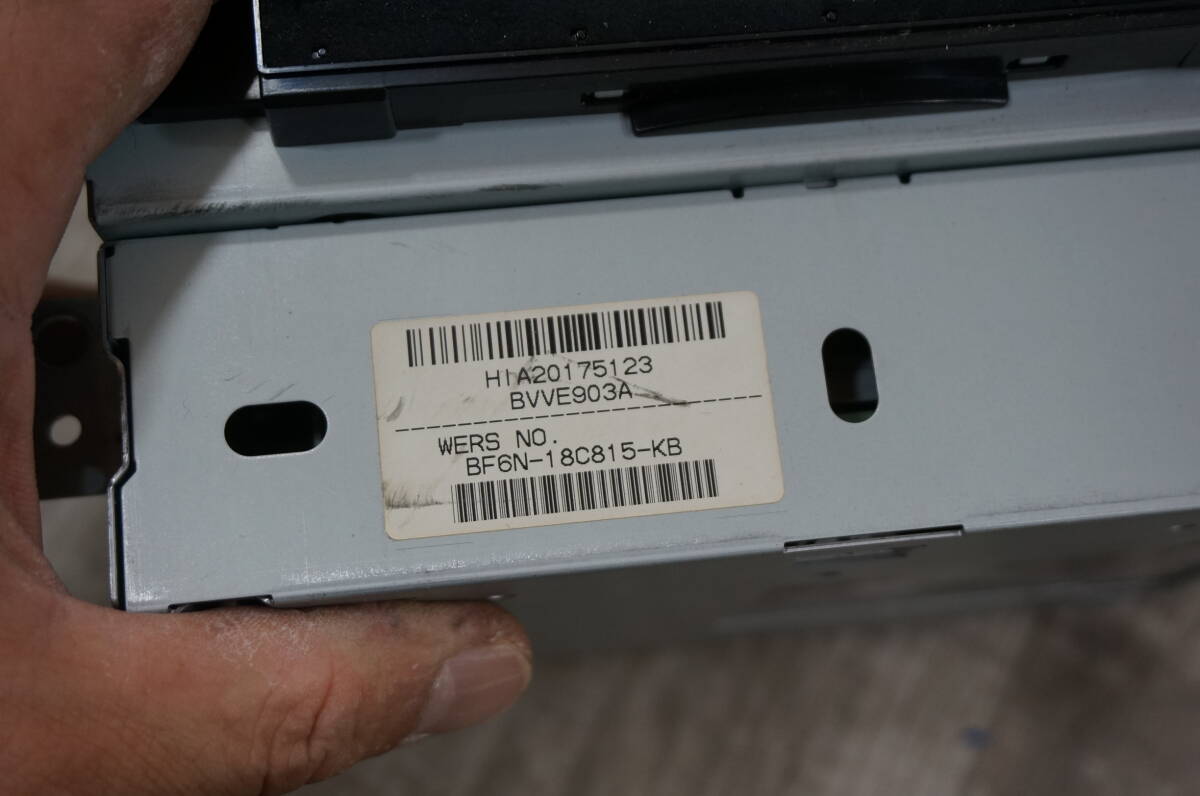 HIA20175123
BVVE903A
WERS NO.
BF6N-18C815-KB